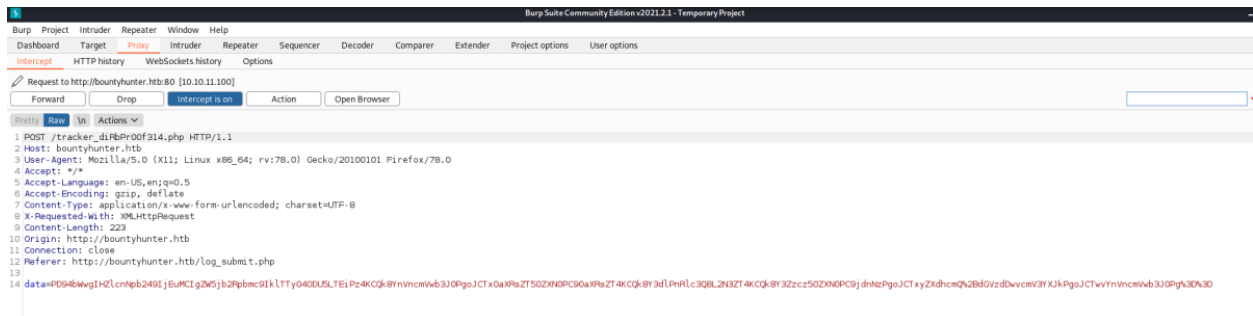 Burp Suite Community Edition v2021.2.1 - Temporary Project
Burp Project Intruder Repeater Window Help
Dashboard Target Proxy Intruder Repeater Sequencer Decoder Comparer Extender Project options User options
Intercept HTTP history WebSockets history Options
Request to http://bountyhunter.htb:80 [10.10.11.100]
Forward Drop Intercept is on Action Open Browser
Pretty Raw \n Actions
1 POST /tracker_diRbPr00f314.php HTTP/1.1
2 Host: bountyhunter.htb
3 User-Agent: Mozilla/5.0 (X11; Linux x86_64; rv:78.0) Gecko/20100101 Firefox/78.0
4 Accept: */*
5 Accept-Language: en-US,en;q=0.5
6 Accept-Encoding: gzip, deflate
7 Content-Type: application/x-www-form-urlencoded; charset=UTF-8
8 X-Requested-With: XMLHttpRequest
9 Content-Length: 223
10 Origin: http://bountyhunter.htb
11 Connection: close
12 Referer: http://bountyhunter.htb/log_submit.php
13
14 data=PD94bWwgIHZlcnNpb249IjEuMCIgZW5jb2Rpbmc9IklTTy04ODU5LTEiPz4KCQk8YnVncmVwb3J0PgoJCTx0aXRsZT50ZXN0PC90aXRsZT4KCQk8Y3dlPnRlc3Q8L2N3ZT4KCQk8Y3Zzcz50ZXN0PC9jdnNzPgoJCTxyZXdhcmQ%2BdGVzdDwvcmV3YXJkPgoJCTwvYnVncmVwb3J0Pg%3D%3D